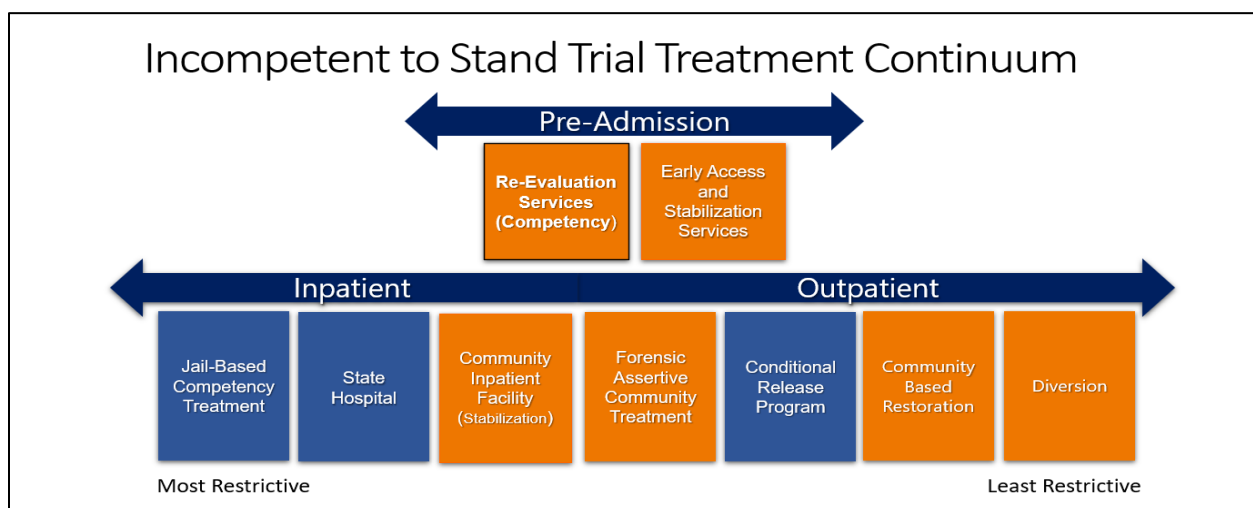 Incompetent to Stand Trial Treatment Continuum
Pre-Admission
Re-Evaluation
Services
(Competency)
Early Access
and
Stabilization
Services
Inpatient
Outpatient
Jail-Based
Competency
Treatment
State
Hospital
Community
Inpatient
Facility
(Stabilization)
Forensic
Assertive
Community
Treatment
Conditional
Release
Program
Community
Based
Restoration
Diversion
Most Restrictive
Least Restrictive